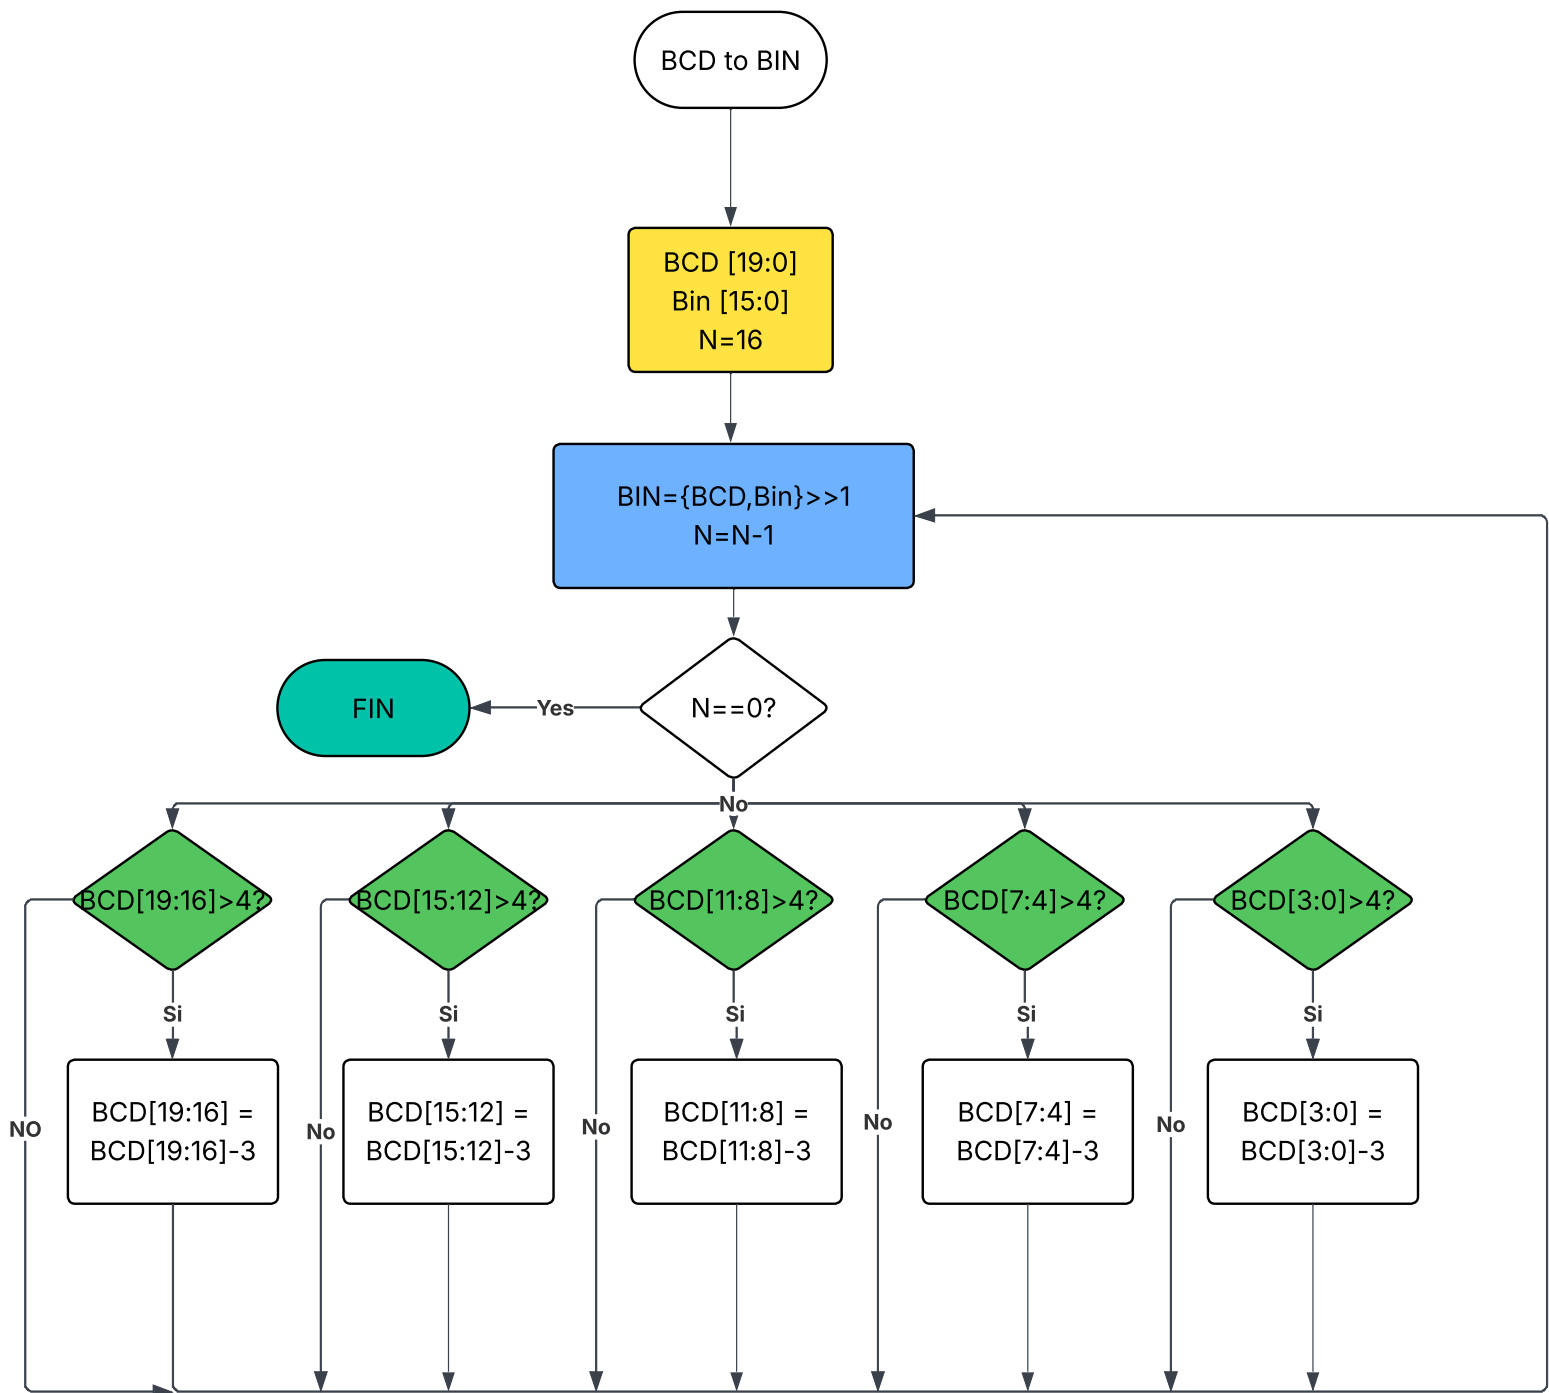 BCD to BIN
BCD [19:0]
Bin [15:0]
N=16
BIN={BCD,Bin}>>1
N=N-1
FIN
Yes
N==0?
No
BCD[19:16]>4?
BCD[15:12]>4?
BCD[11:8]>4?
BCD[7:4]>4?
BCD[3:0]>4?
Si
Si
Si
Si
Si
NO
BCD[19:16] =
BCD[19:16]-3
No
BCD[15:12] =
BCD[15:12]-3
No
BCD[11:8] =
BCD[11:8]-3
No
BCD[7:4] =
BCD[7:4]-3
No
BCD[3:0] =
BCD[3:0]-3